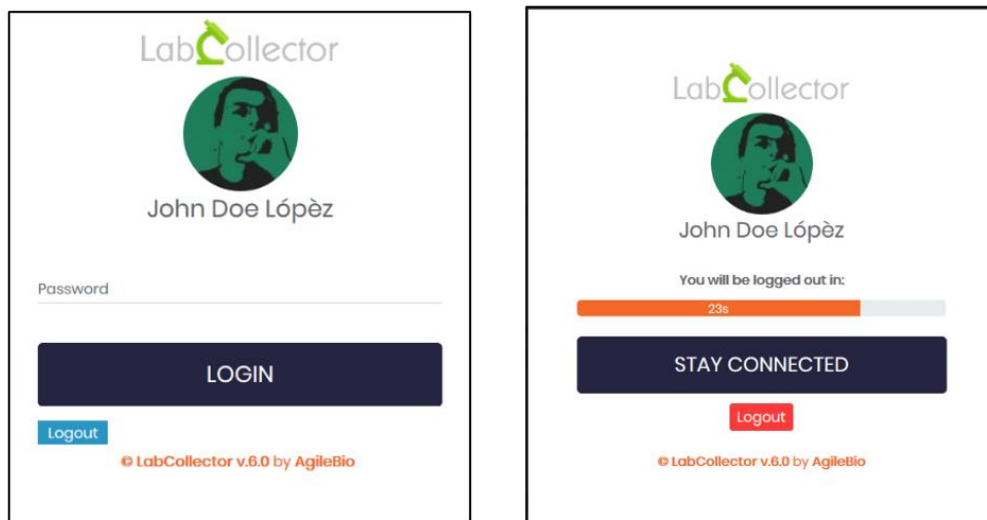 LabCollector
John Doe Lópèz
Password
LOGIN
Logout
© LabCollector v.6.0 by AgileBio
LabCollector
John Doe Lópèz
You will be logged out in:
23s
STAY CONNECTED
Logout
© LabCollector v.6.0 by AgileBio